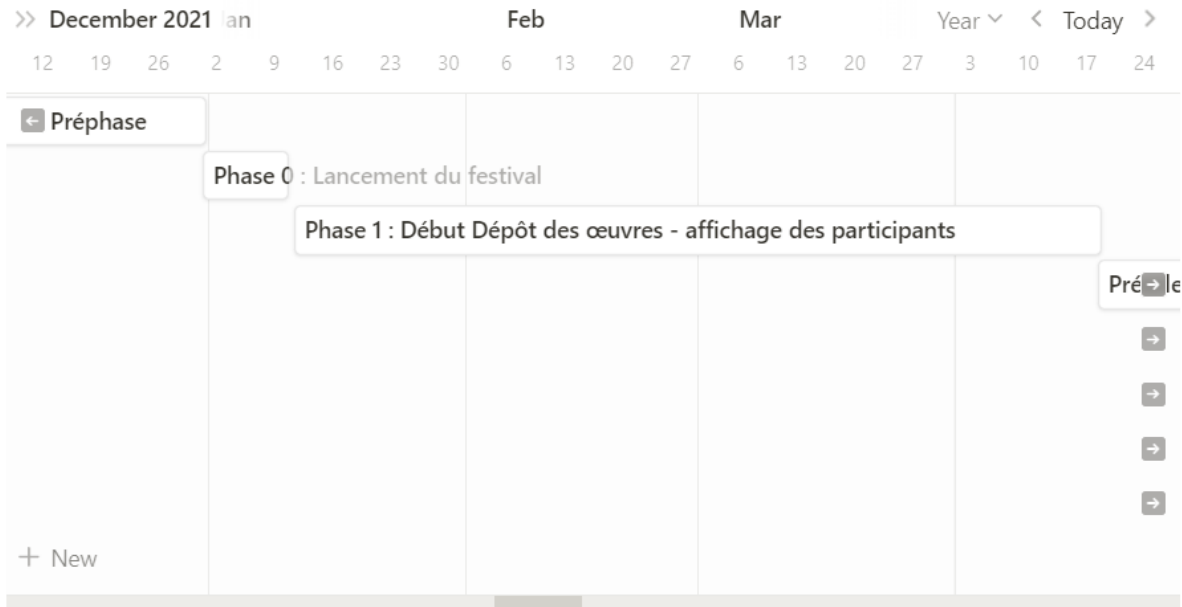 December 2021 Jan Feb Mar Year Today
12 19 26 2 9 16 23 30 6 13 20 27 6 13 20 27 3 10 17 24
Préphase
Phase 0 : Lancement du festival
Phase 1 : Début Dépôt des œuvres - affichage des participants
Pré le
+ New